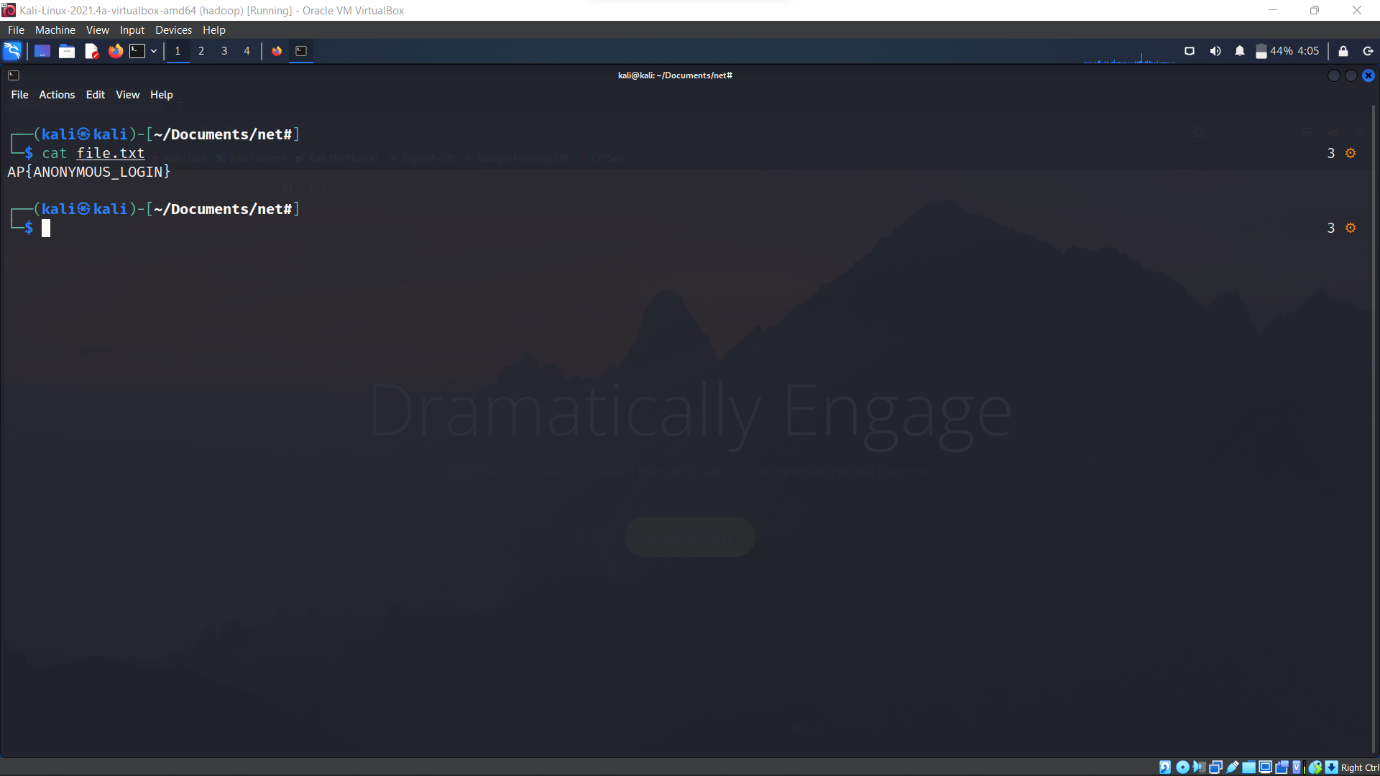 Kali-Linux-2021.4a-virtualbox-amd64 (hadoop) [Running] - Oracle VM VirtualBox
File Machine View Input Devices Help
1 2 3 4 44% 4:05
kali@kali: ~/Documents/net#
File Actions Edit View Help
┌──(kali㉿kali)-[~/Documents/net#]
└─$ cat file.txt 3
AP{ANONYMOUS_LOGIN}
┌──(kali㉿kali)-[~/Documents/net#]
└─$ 3
Dramatically Engage
Right Ctrl